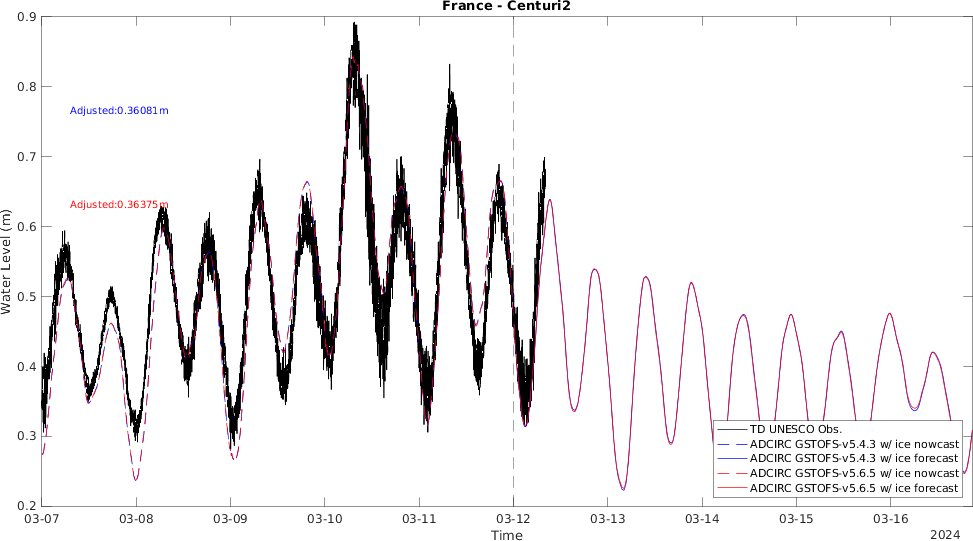 France - Centuri2
0.9
0.8
0.7
0.6
0.5
0.4
0.3
0.2
Water Level (m)
Adjusted:0.36081m
Adjusted:0.36375m
TD UNESCO Obs.
ADCIRC GSTOFS-v5.4.3 w/ ice nowcast
ADCIRC GSTOFS-v5.4.3 w/ ice forecast
ADCIRC GSTOFS-v5.6.5 w/ ice nowcast
ADCIRC GSTOFS-v5.6.5 w/ ice forecast
03-07 03-08 03-09 03-10 03-11 03-12 03-13 03-14 03-15 03-16
Time
2024